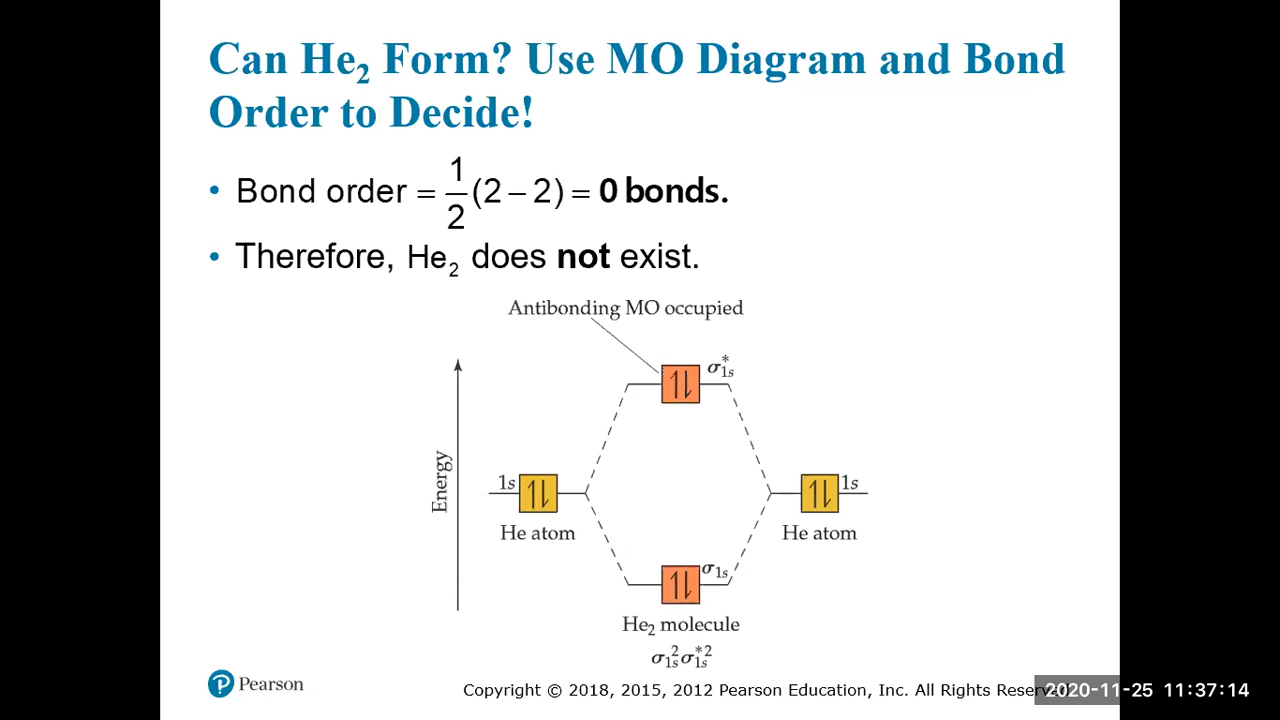 Can He₂ Form? Use MO Diagram and Bond
Order to Decide!
• Bond order = 1/2 (2 − 2) = 0 bonds.
• Therefore, He₂ does not exist.
Antibonding MO occupied
σ*₁s
Energy
1s
1s
He atom
He atom
σ₁s
He₂ molecule
σ₁s² σ₁s*²
Pearson
Copyright © 2018, 2015, 2012 Pearson Education, Inc. All Rights Reserved
2020-11-25 11:37:14